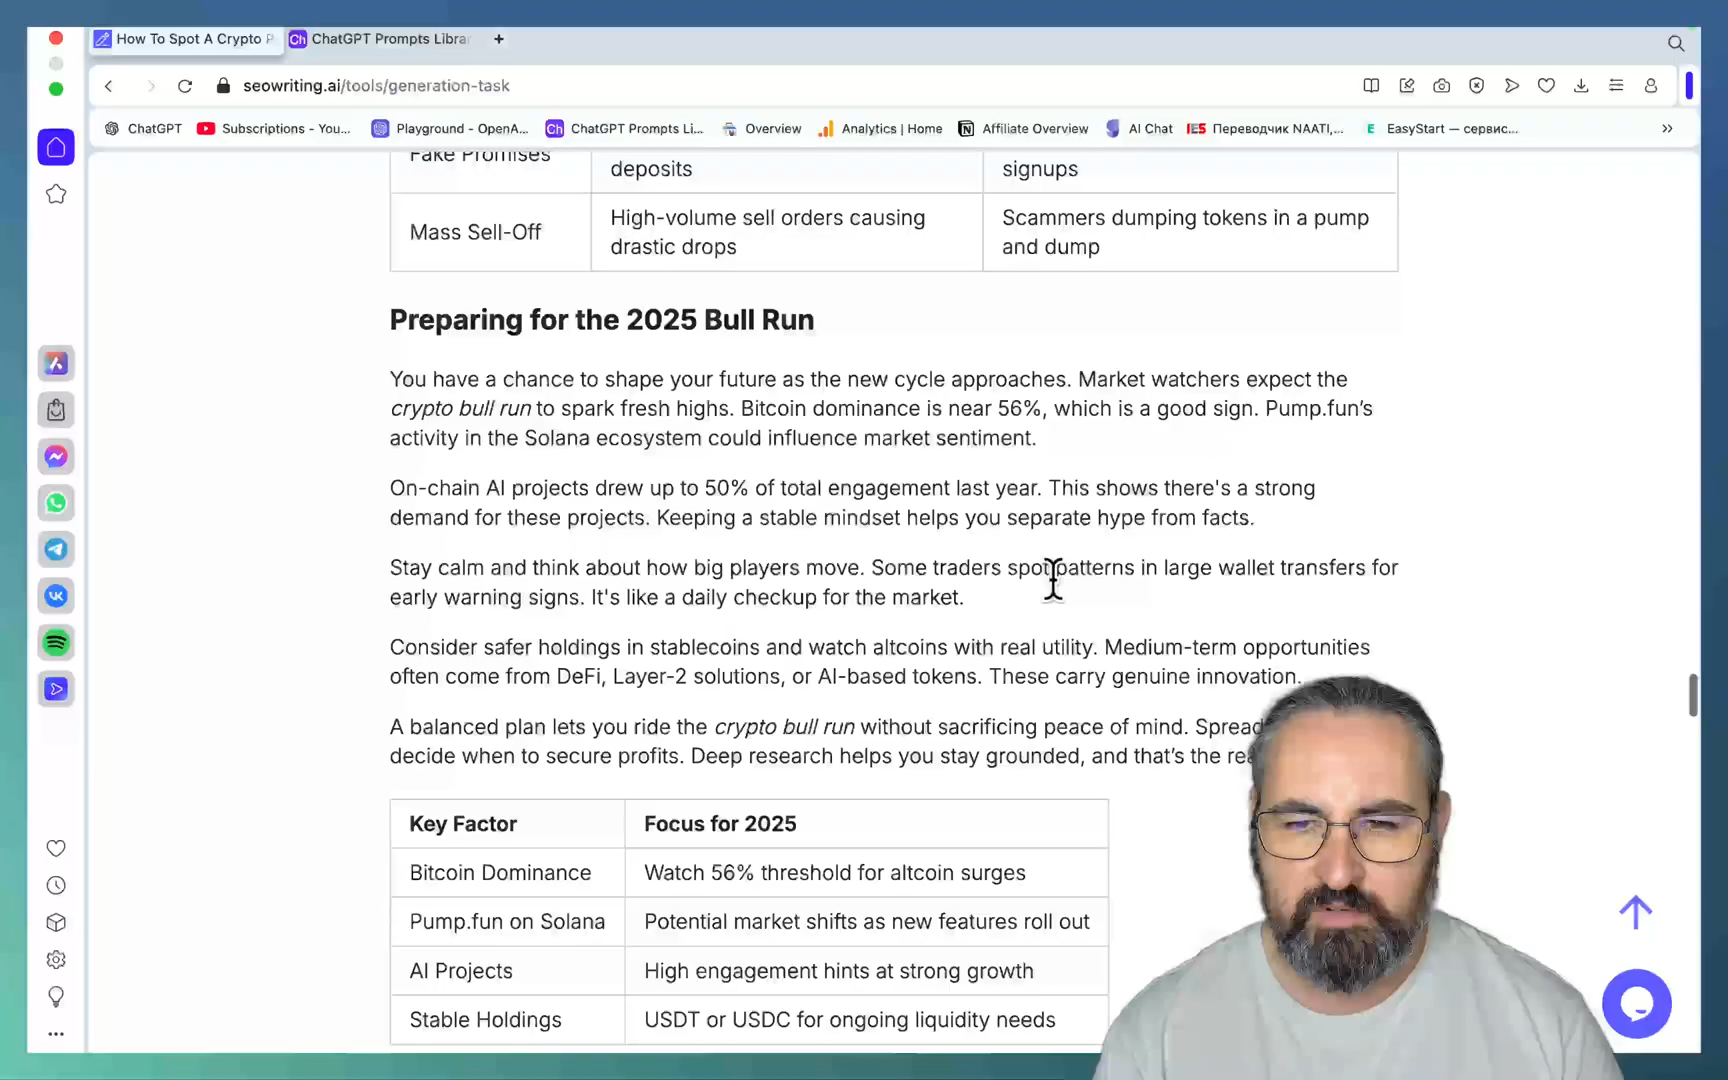 How To Spot A Crypto P
ChatGPT Prompts Librar
seowriting.ai/tools/generation-task
ChatGPT
Subscriptions - You...
Playground - OpenA...
ChatGPT Prompts Li...
Overview
Analytics | Home
Affiliate Overview
AI Chat
Переводчик NAATI,...
EasyStart — сервис...
Fake Promises
deposits
signups
Mass Sell-Off
High-volume sell orders causing
drastic drops
Scammers dumping tokens in a pump
and dump
Preparing for the 2025 Bull Run
You have a chance to shape your future as the new cycle approaches. Market watchers expect the
crypto bull run to spark fresh highs. Bitcoin dominance is near 56%, which is a good sign. Pump.fun’s
activity in the Solana ecosystem could influence market sentiment.
On-chain AI projects drew up to 50% of total engagement last year. This shows there's a strong
demand for these projects. Keeping a stable mindset helps you separate hype from facts.
Stay calm and think about how big players move. Some traders spot patterns in large wallet transfers for
early warning signs. It's like a daily checkup for the market.
Consider safer holdings in stablecoins and watch altcoins with real utility. Medium-term opportunities
often come from DeFi, Layer-2 solutions, or AI-based tokens. These carry genuine innovation.
A balanced plan lets you ride the crypto bull run without sacrificing peace of mind. Spread
decide when to secure profits. Deep research helps you stay grounded, and that’s the rea
Key Factor
Focus for 2025
Bitcoin Dominance
Watch 56% threshold for altcoin surges
Pump.fun on Solana
Potential market shifts as new features roll out
AI Projects
High engagement hints at strong growth
Stable Holdings
USDT or USDC for ongoing liquidity needs